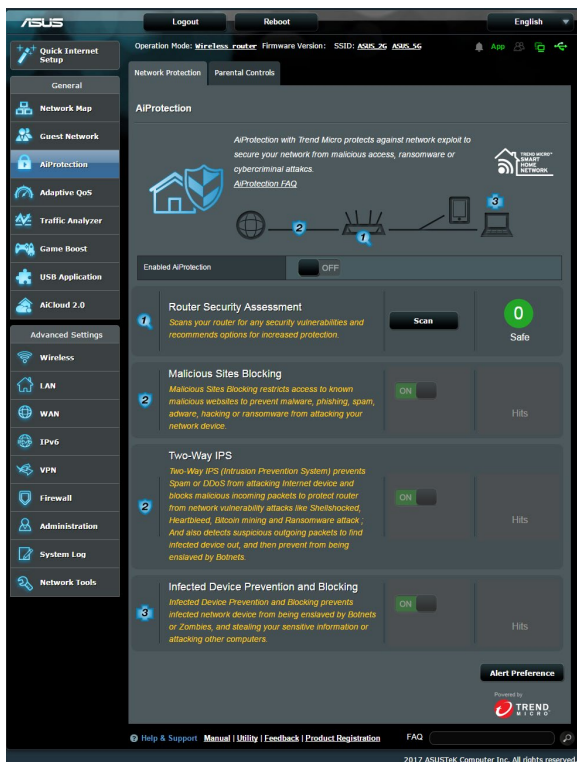 ASUS
Logout
Reboot
English
Quick Internet
Setup
General
Network Map
Guest Network
AiProtection
Adaptive QoS
Traffic Analyzer
Game Boost
USB Application
AiCloud 2.0
Advanced Settings
Wireless
LAN
WAN
IPv6
VPN
Firewall
Administration
System Log
Network Tools
Operation Mode: Wireless router Firmware Version: SSID: ASUS_2G ASUS_5G
App
Network Protection
Parental Controls
AiProtection
AiProtection with Trend Micro protects against network exploit to
secure your network from malicious access, ransomware or
cybercriminal attakcs.
AiProtection FAQ
TREND MICRO™
SMART
HOME
NETWORK
2
1
3
Enabled AiProtection
OFF
1
Router Security Assessment
Scans your router for any security vulnerabilities and
recommends options for increased protection.
Scan
0
Safe
2
Malicious Sites Blocking
Malicious Sites Blocking restricts access to known
malicious websites to prevent malware, phishing, spam,
adware, hacking or ransomware from attacking your
network device.
ON
Hits
2
Two-Way IPS
Two-Way IPS (Intrusion Prevention System) prevents
Spam or DDoS from attacking Internet device and
blocks malicious incoming packets to protect router
from network vulnerability attacks like Shellshocked,
Heartbleed, Bitcoin mining and Ransomware attack ;
And also detects suspicious outgoing packets to find
infected device out, and then prevent from being
enslaved by Botnets.
ON
Hits
3
Infected Device Prevention and Blocking
Infected Device Prevention and Blocking prevents
infected network device from being enslaved by Botnets
or Zombies, and stealing your sensitive information or
attacking other computers.
ON
Hits
Alert Preference
Powered by
TREND
MICRO
Help & Support Manual | Utility | Feedback | Product Registration
FAQ
2017 ASUSTeK Computer Inc. All rights reserved